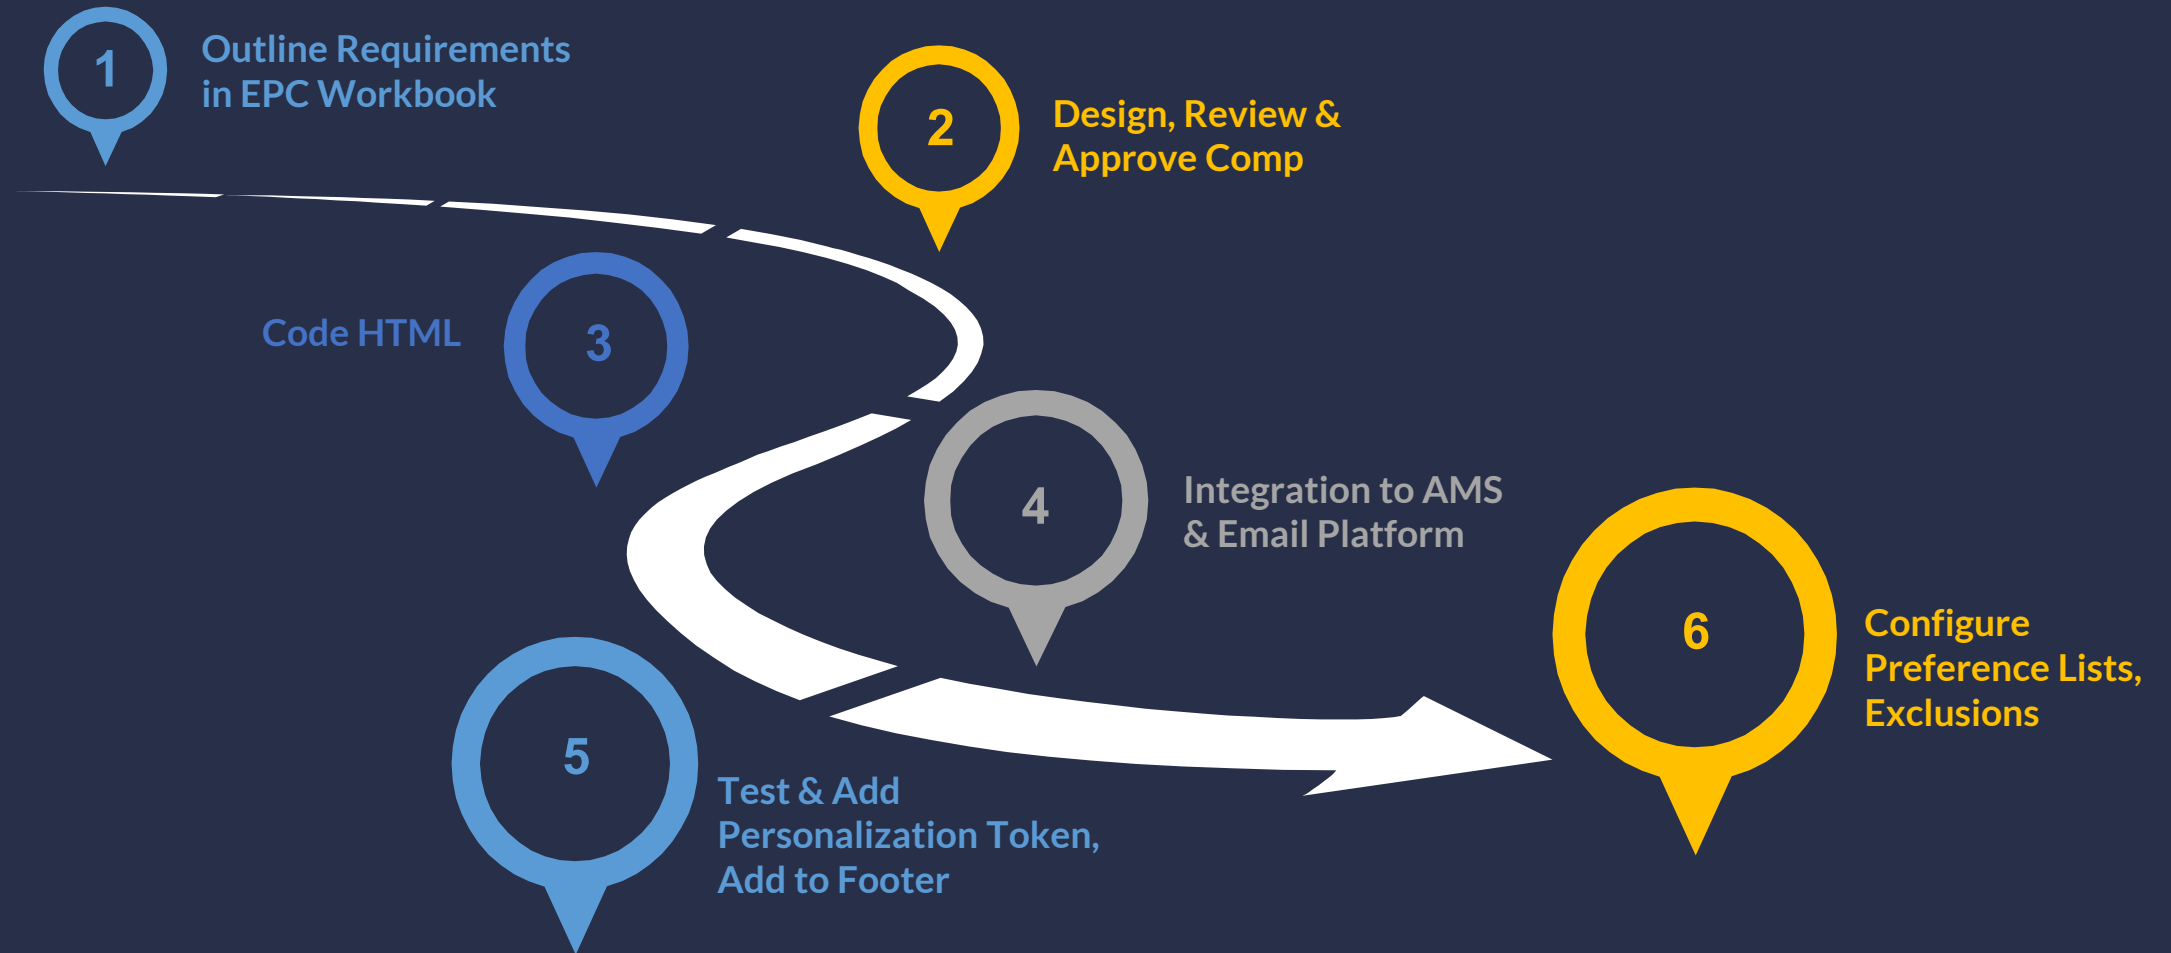 1
Outline Requirements
in EPC Workbook
2
Design, Review &
Approve Comp
3
Code HTML
4
Integration to AMS
& Email Platform
5
Test & Add
Personalization Token,
Add to Footer
6
Configure
Preference Lists,
Exclusions